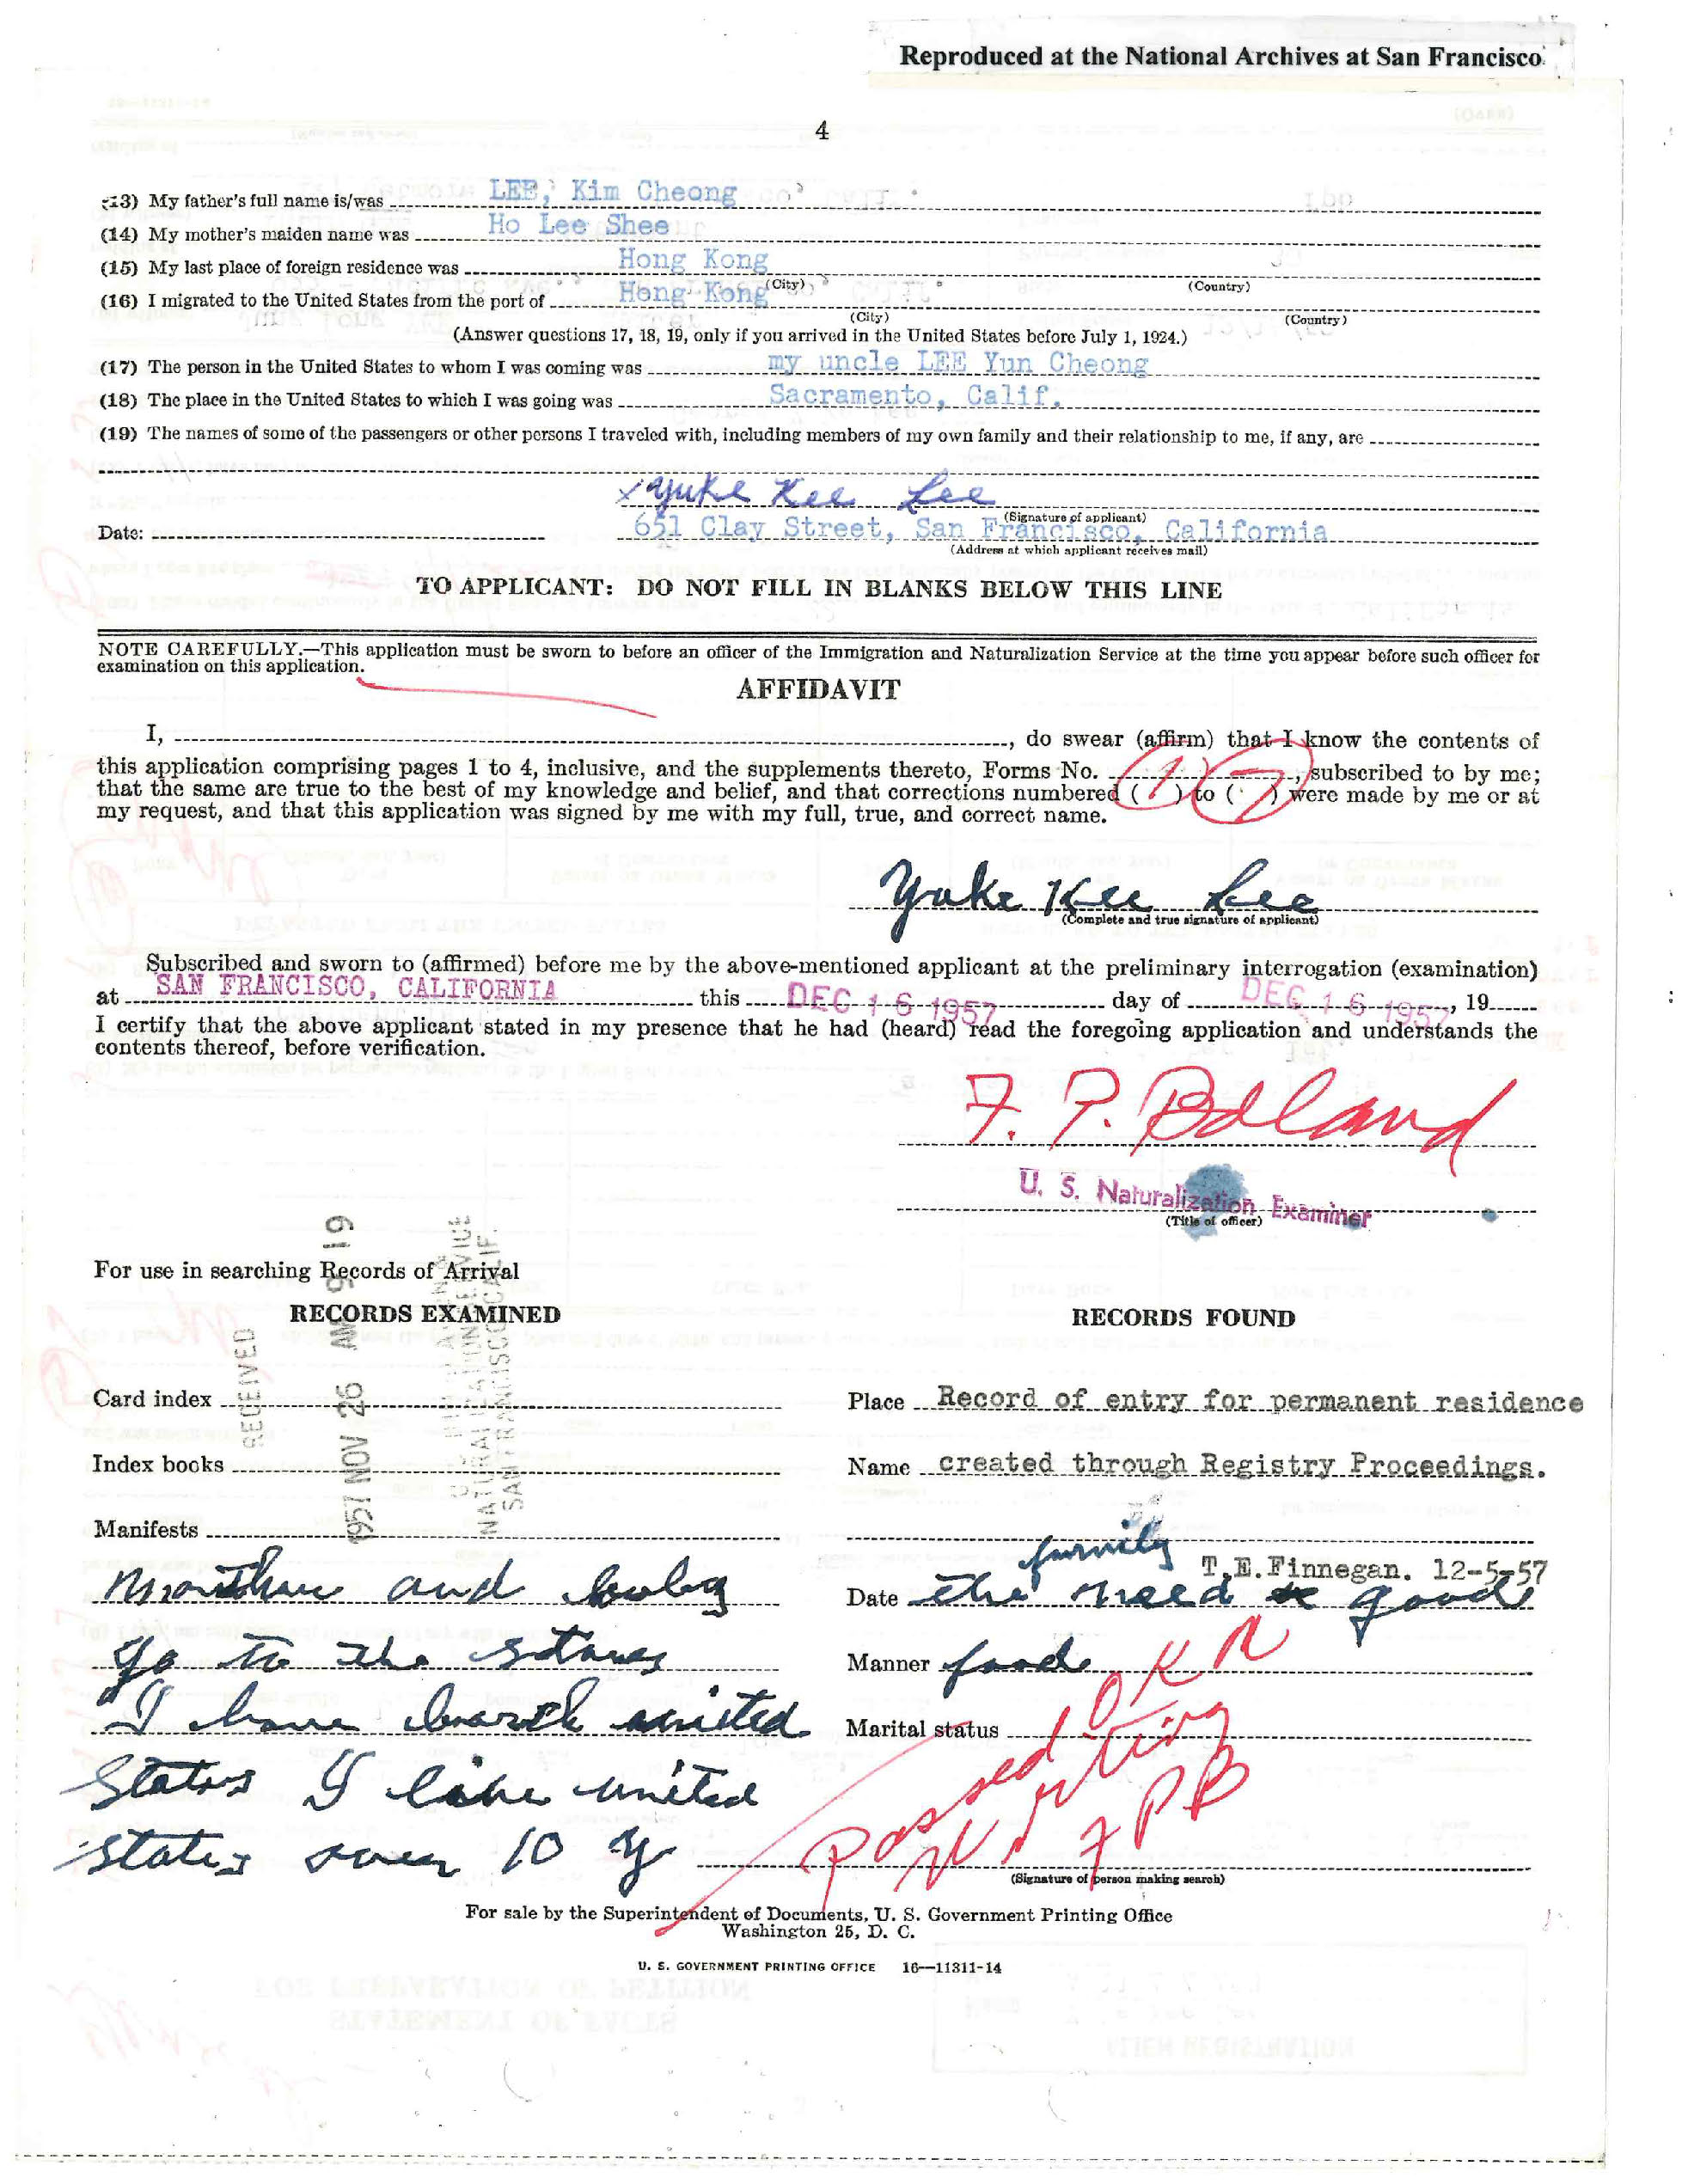 Reproduced at the National Archives at San Francisco
4
(13) My father's full name is/was LEE, Kim Cheong
(14) My mother's maiden name was Ho Lee Shee
(15) My last place of foreign residence was Hong Kong
(City) (Country)
(16) I migrated to the United States from the port of Hong Kong
(City) (Country)
(Answer questions 17, 18, 19, only if you arrived in the United States before July 1, 1924.)
(17) The person in the United States to whom I was coming was my uncle LEE Yun Cheong
(18) The place in the United States to which I was going was Sacramento, Calif.
(19) The names of some of the passengers or other persons I traveled with, including members of my own family and their relationship to me, if any, are
x Yuke Kee Lee
(Signature of applicant)
Date: 651 Clay Street, San Francisco, California
(Address at which applicant receives mail)
TO APPLICANT: DO NOT FILL IN BLANKS BELOW THIS LINE
NOTE CAREFULLY.—This application must be sworn to before an officer of the Immigration and Naturalization Service at the time you appear before such officer for
examination on this application.
AFFIDAVIT
I, , do swear (affirm) that I know the contents of
this application comprising pages 1 to 4, inclusive, and the supplements thereto, Forms No. , subscribed to by me;
that the same are true to the best of my knowledge and belief, and that corrections numbered (1) to (7) were made by me or at
my request, and that this application was signed by me with my full, true, and correct name.
Yuke Kee Lee
(Complete and true signature of applicant)
Subscribed and sworn to (affirmed) before me by the above-mentioned applicant at the preliminary interrogation (examination)
at SAN FRANCISCO, CALIFORNIA this DEC 16 1957 day of DEC 16 1957, 19
I certify that the above applicant stated in my presence that he had (heard) read the foregoing application and understands the
contents thereof, before verification.
F. P. Boland
U. S. Naturalization Examiner
(Title of officer)
For use in searching Records of Arrival
RECORDS EXAMINED RECORDS FOUND
RECEIVED
1957 NOV 26 AM 9 19
NATURALIZATION SERVICE
SAN FRANCISCO CALIF.
Card index Place Record of entry for permanent residence
Index books Name created through Registry Proceedings.
Manifests
family T.E.Finnegan. 12-5-57
and baby Date the need good
go to the stores Manner food
I have united Marital status
States I like united
states over 10 y
OK R
Passed
writing
FPB
(Signature of person making search)
For sale by the Superintendent of Documents, U. S. Government Printing Office
Washington 25, D. C.
U. S. GOVERNMENT PRINTING OFFICE 16—11311-14